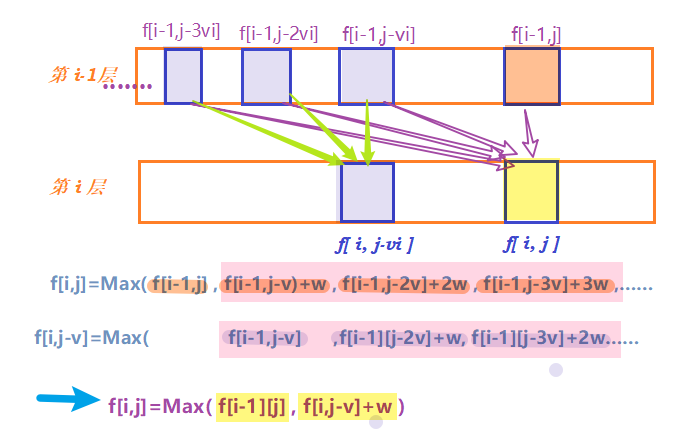 f[i-1,j-3vi] f[i-1,j-2vi] f[i-1,j-vi] f[i-1,j]
第 i-1层 .......
第 i 层
f[ i, j-vi ] f[ i, j ]
f[i,j]=Max( f[i-1,j] , f[i-1,j-v)+w ,f[i-1,j-2v]+2w ,f[i-1,j-3v]+3w ,……
f[i,j-v]=Max( f[i-1,j-v] ,f[i-1][j-2v]+w, f[i-1][j-3v]+2w……
f[i,j]=Max( f[i-1][j] , f[i,j-v]+w )